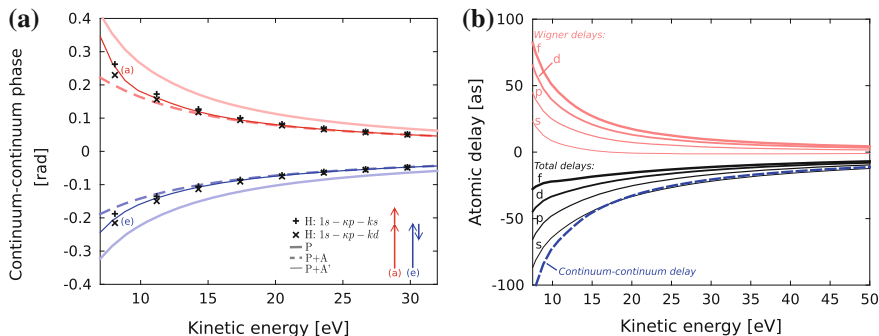 (a)
Continuum-continuum phase
[rad]
0.4
0.3
0.2
0.1
0
-0.1
-0.2
-0.3
-0.4
10
15
20
25
30
Kinetic energy [eV]
(a)
(e)
+ H: 1s − κp − ks
× H: 1s − κp − kd
P
P+A
P+A'
(a)
(e)
(b)
Atomic delay [as]
100
50
0
-50
-100
10
15
20
25
30
35
40
45
50
Kinetic energy [eV]
Wigner delays:
f
d
p
s
Total delays:
f
d
p
s
Continuum-continuum delay